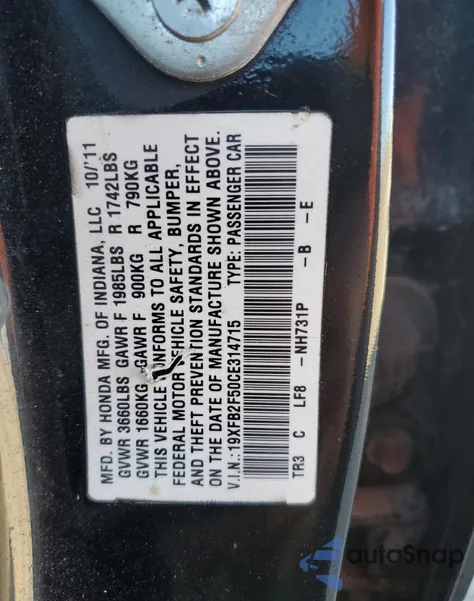 MFD. BY HONDA MFG. OF INDIANA, LLC 10/'11
GVWR 3660LBS GAWR F 1985LBS R 1742LBS
GVWR 1660KG GAWR F 900KG R 790KG
THIS VEHICLE CONFORMS TO ALL APPLICABLE
FEDERAL MOTOR VEHICLE SAFETY, BUMPER,
AND THEFT PREVENTION STANDARDS IN EFFECT
ON THE DATE OF MANUFACTURE SHOWN ABOVE.
V.I.N.: 19XFB2F50CE314715 TYPE: PASSENGER CAR
TR3 C LF8 -NH731P -B -E
autoSnap